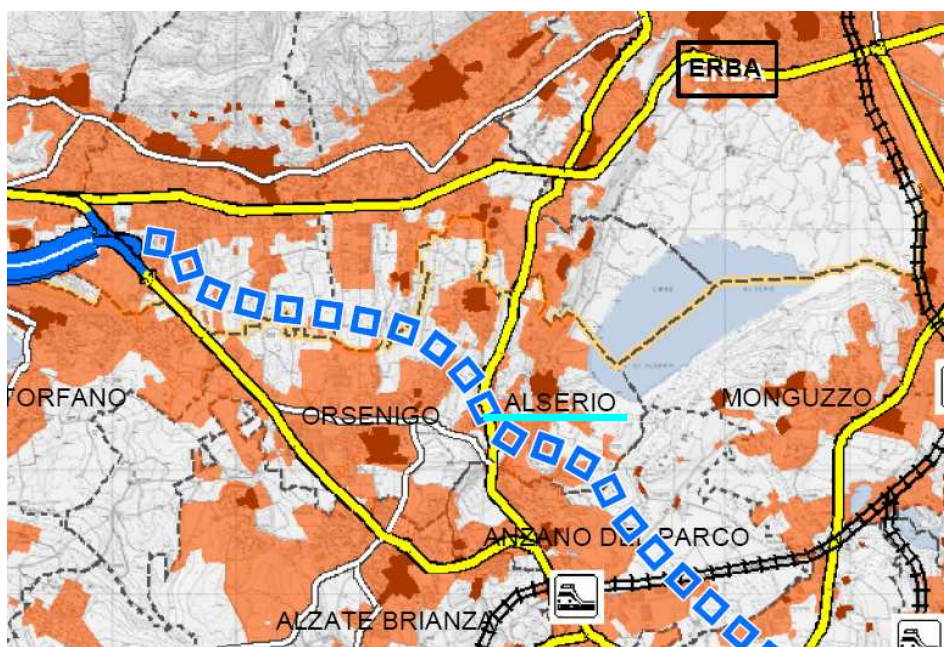 ERBA
TORFANO
ORSENIGO
ALSERIO
MONGUZZO
ANZANO DEL PARCO
ALZATE BRIANZA